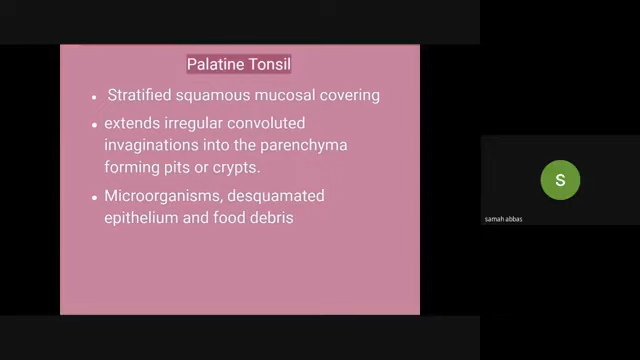 Palatine Tonsil
• Stratified squamous mucosal covering
• extends irregular convoluted
invaginations into the parenchyma
forming pits or crypts.
• Microorganisms, desquamated
epithelium and food debris
S
samah abbas